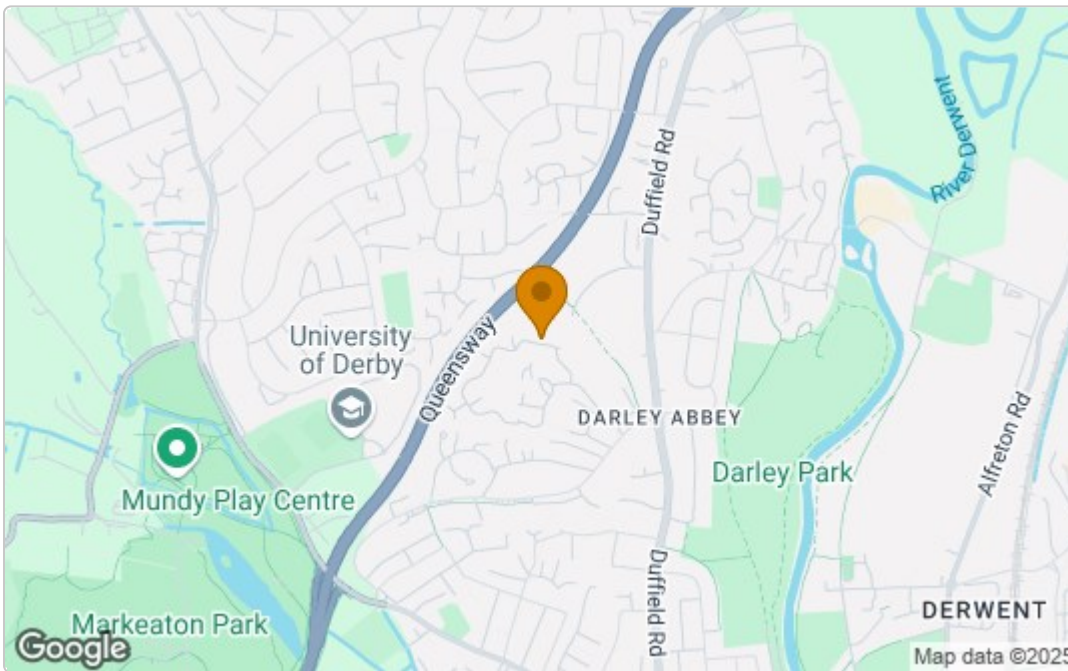 River Derwent
Duffield Rd
Queensway
University
of Derby
DARLEY ABBEY
Darley Park
Alfreton Rd
Mundy Play Centre
Duffield Rd
DERWENT
Markeaton Park
Google
Map data ©2025